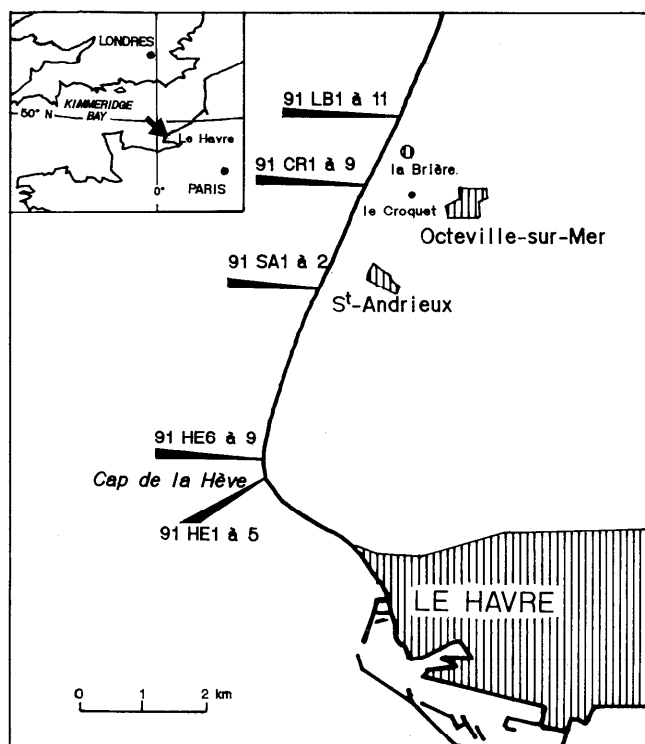 LONDRES
KIMMERIDGE
BAY
50° N
Le Havre
PARIS
0°
91 LB1 à 11
91 CR1 à 9
la Brière.
le Croquet
Octeville-sur-Mer
91 SA1 à 2
St-Andrieux
91 HE6 à 9
Cap de la Hève
91 HE1 à 5
LE HAVRE
0 1 2 km